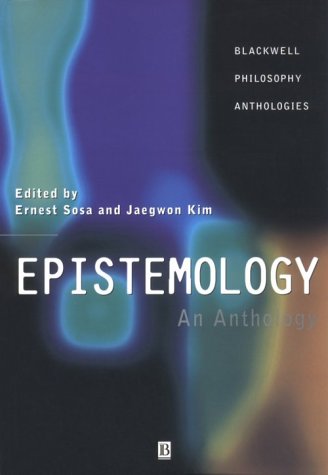 BLACKWELL
PHILOSOPHY
ANTHOLOGIES
Edited by
Ernest Sosa and Jaegwon Kim
EPISTEMOLOGY
An Anthology
B